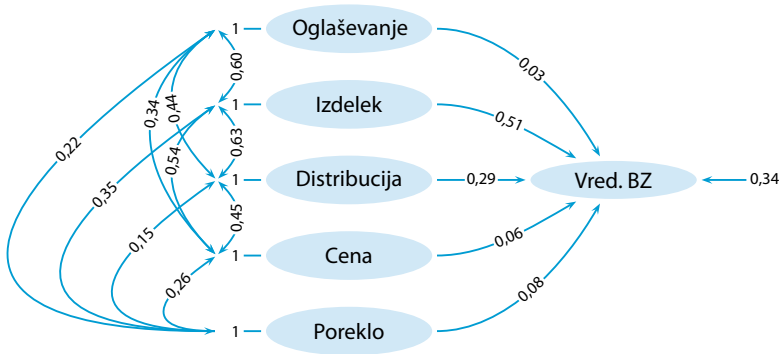 1 Oglaševanje
0,60
0,03
0,34
0,44
1 Izdelek
0,51
0,22
0,54
0,63
0,35
1 Distribucija
0,29
Vred. BZ
0,34
0,15
0,45
1 Cena
0,06
0,26
0,08
1 Poreklo